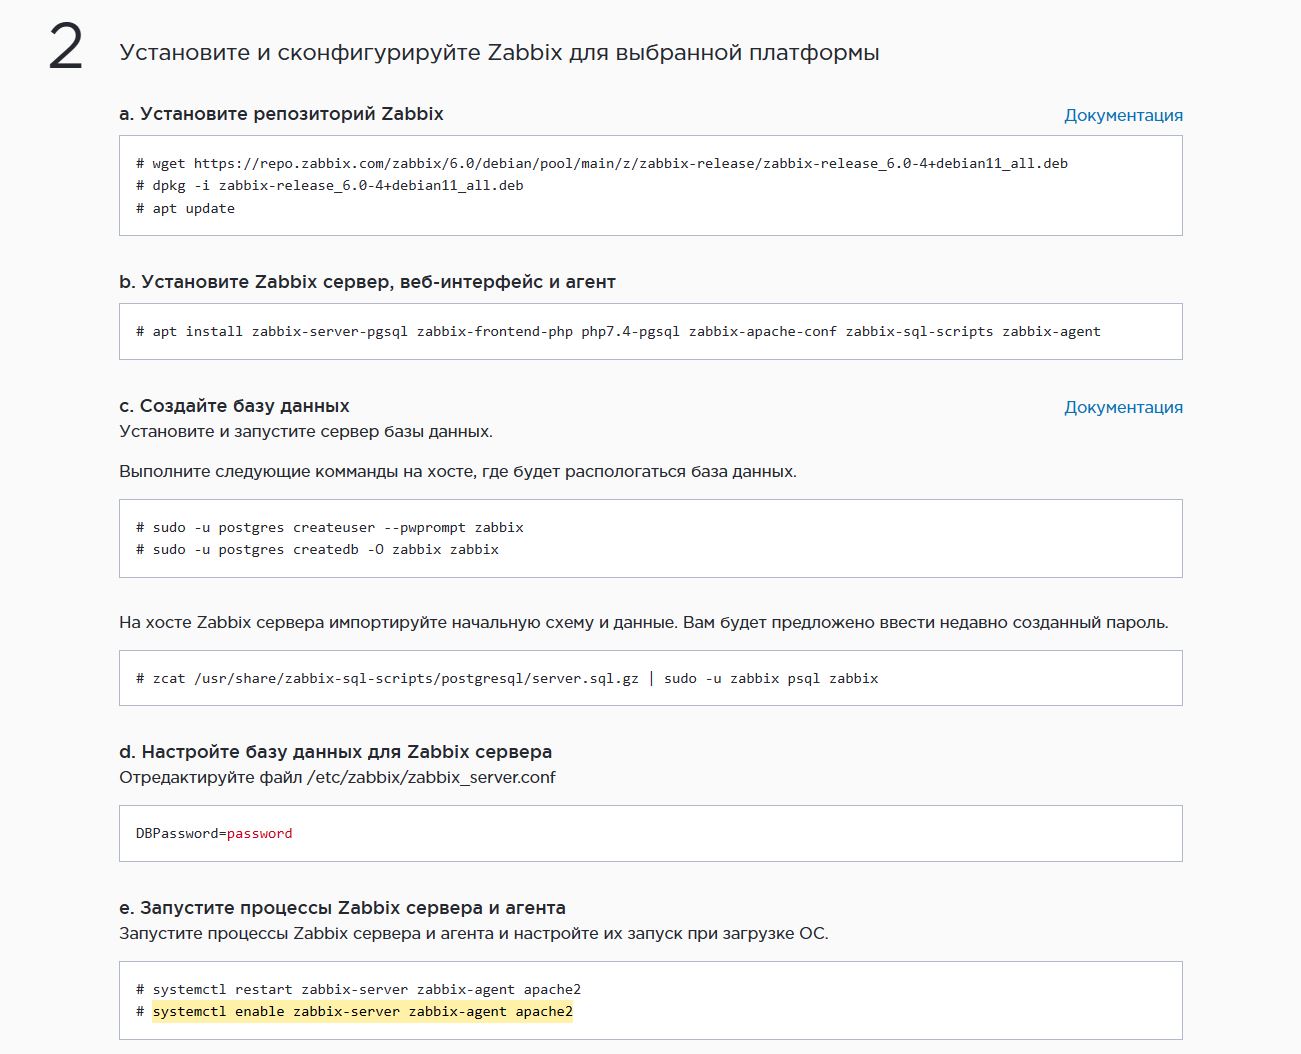 2
Установите и сконфигурируйте Zabbix для выбранной платформы
a. Установите репозиторий Zabbix
Документация
# wget https://repo.zabbix.com/zabbix/6.0/debian/pool/main/z/zabbix-release/zabbix-release_6.0-4+debian11_all.deb
# dpkg -i zabbix-release_6.0-4+debian11_all.deb
# apt update
b. Установите Zabbix сервер, веб-интерфейс и агент
# apt install zabbix-server-pgsql zabbix-frontend-php php7.4-pgsql zabbix-apache-conf zabbix-sql-scripts zabbix-agent
c. Создайте базу данных
Документация
Установите и запустите сервер базы данных.
Выполните следующие комманды на хосте, где будет распологаться база данных.
# sudo -u postgres createuser --pwprompt zabbix
# sudo -u postgres createdb -O zabbix zabbix
На хосте Zabbix сервера импортируйте начальную схему и данные. Вам будет предложено ввести недавно созданный пароль.
# zcat /usr/share/zabbix-sql-scripts/postgresql/server.sql.gz | sudo -u zabbix psql zabbix
d. Настройте базу данных для Zabbix сервера
Отредактируйте файл /etc/zabbix/zabbix_server.conf
DBPassword=password
e. Запустите процессы Zabbix сервера и агента
Запустите процессы Zabbix сервера и агента и настройте их запуск при загрузке ОС.
# systemctl restart zabbix-server zabbix-agent apache2
# systemctl enable zabbix-server zabbix-agent apache2